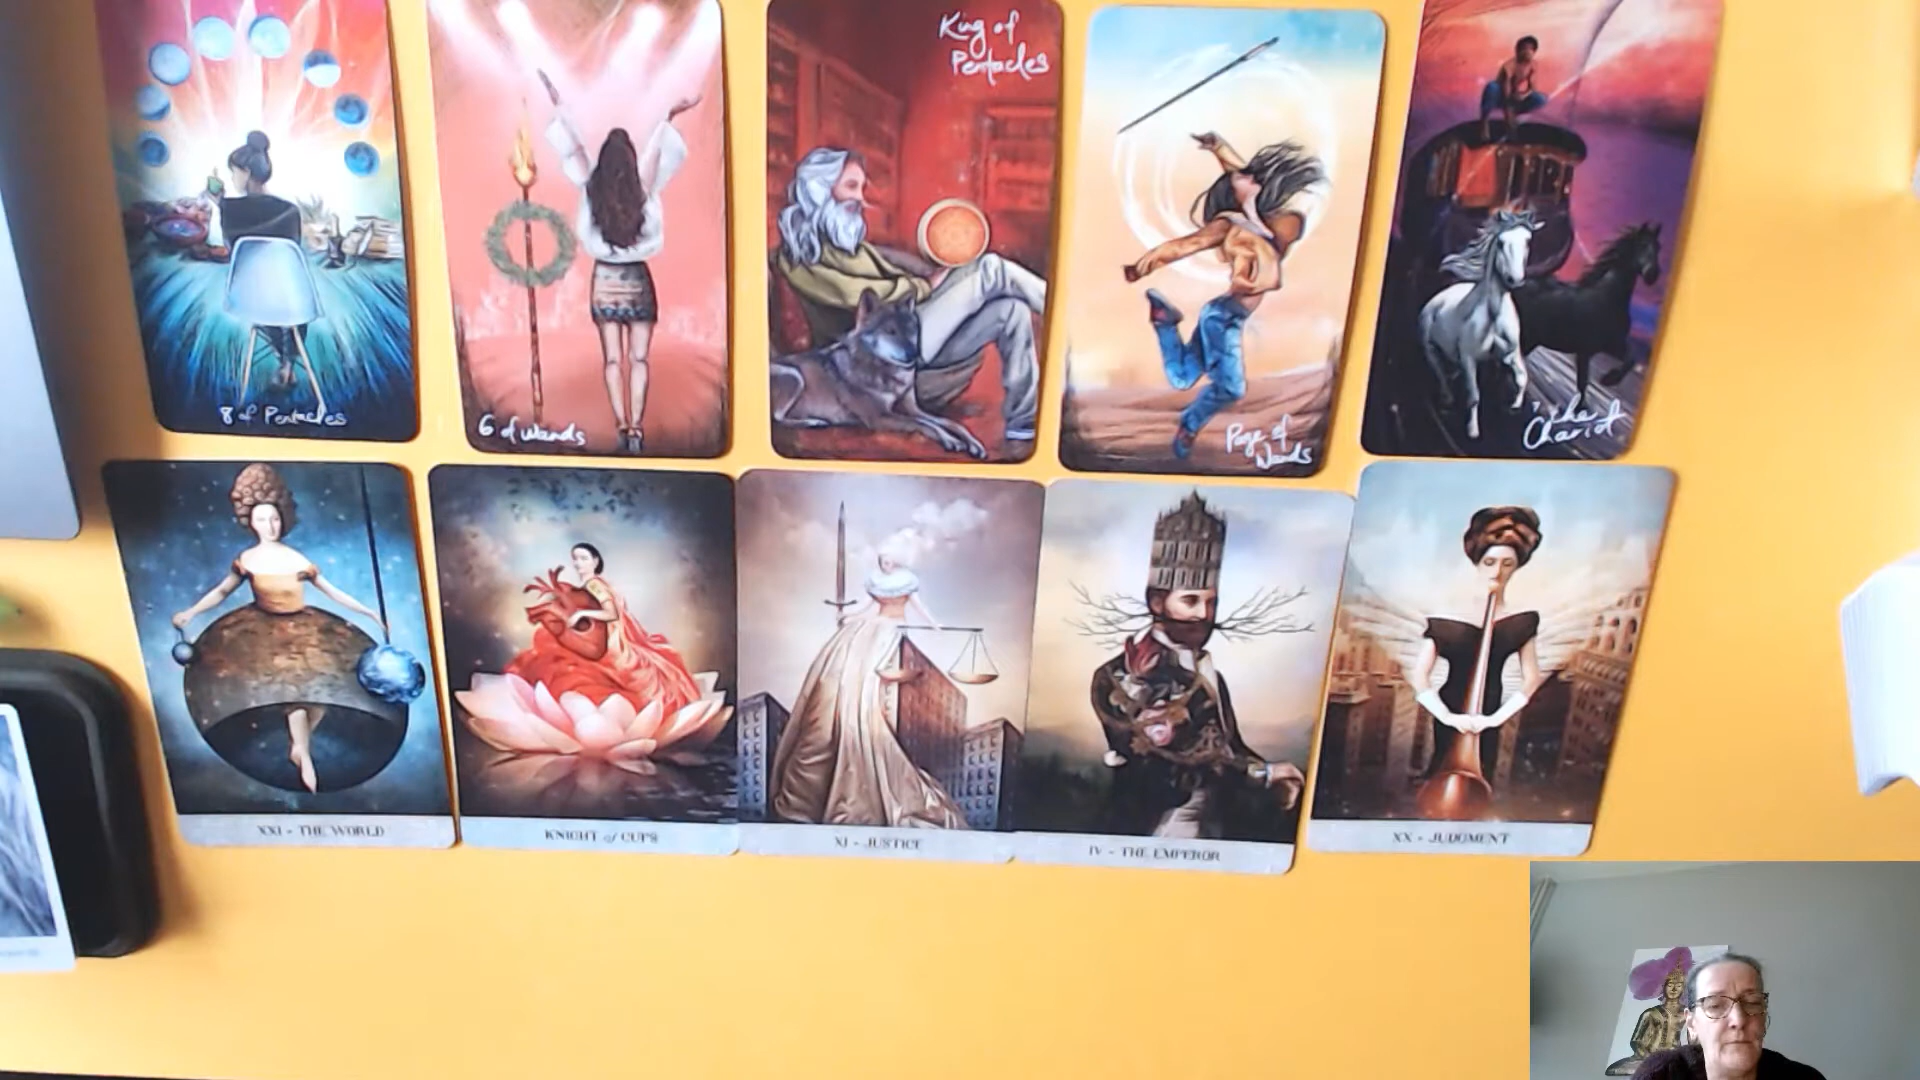 King of
Pentacles
8 of Pentacles
6 of Wands
Page of
Wands
The
Chariot
XXI - THE WORLD
KNIGHT of CUPS
XI - JUSTICE
IV - THE EMPEROR
XX - JUDGMENT